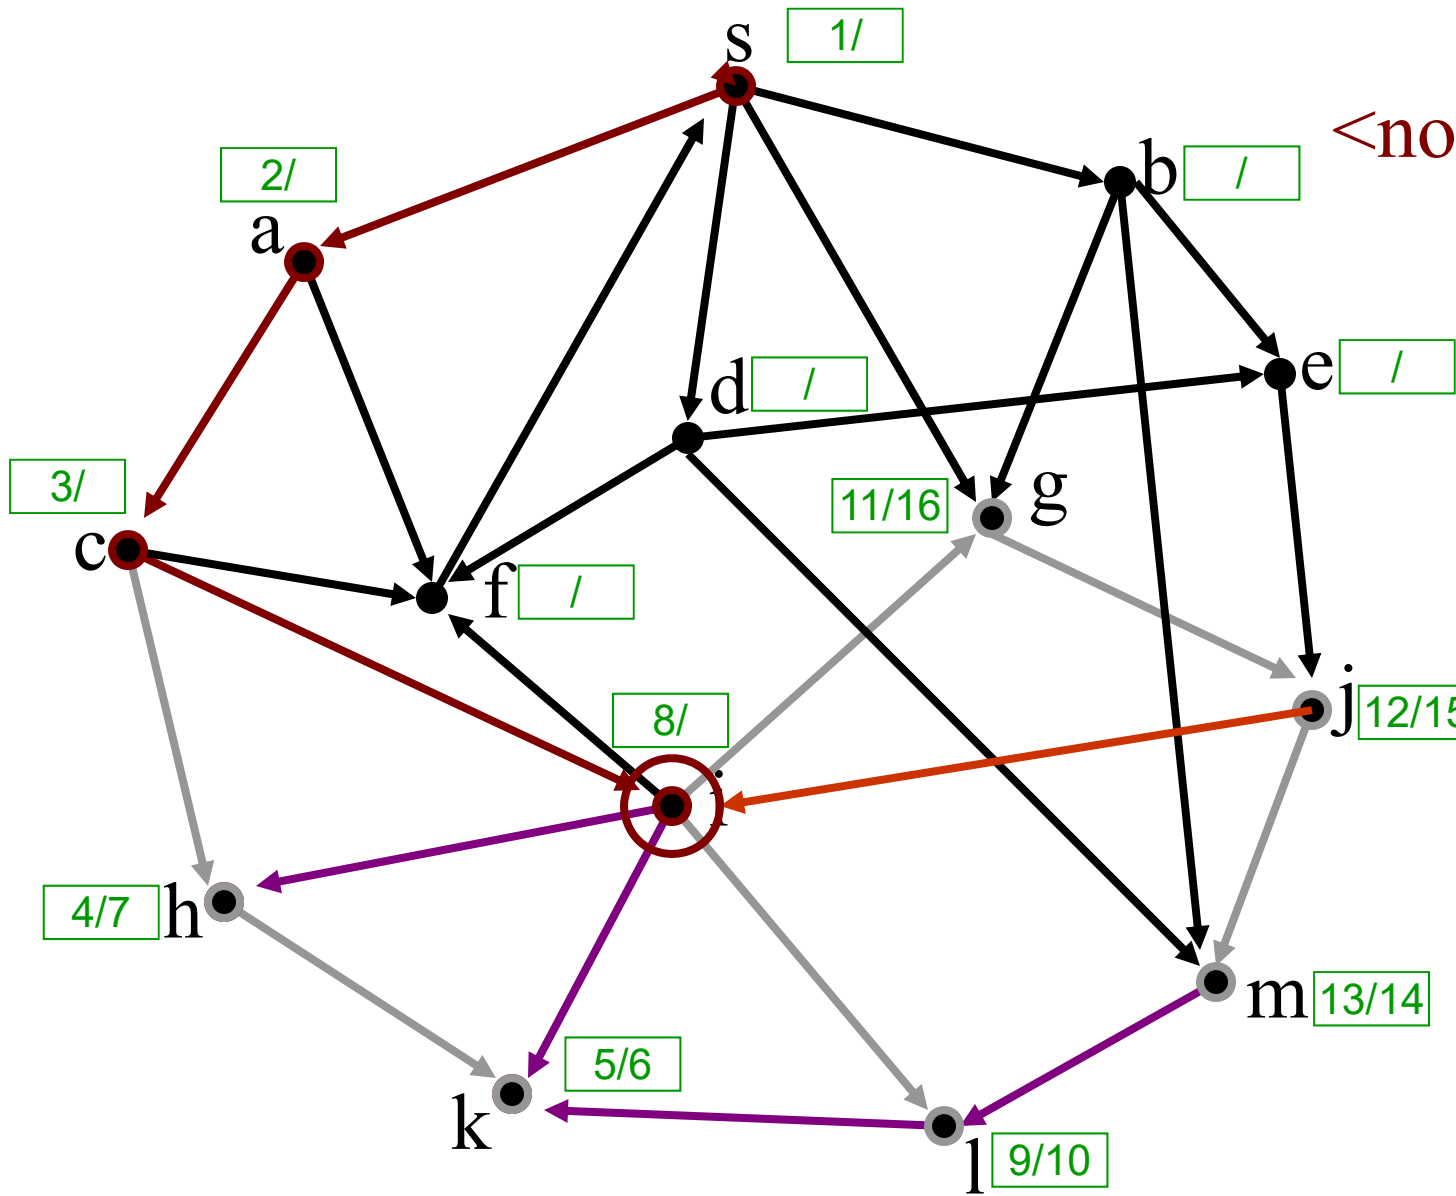 s 1/
<no
b /
2/
a
e /
d /
3/
g
11/16
c
f /
j 12/15
8/
i
h
4/7
m 13/14
5/6
k
l 9/10